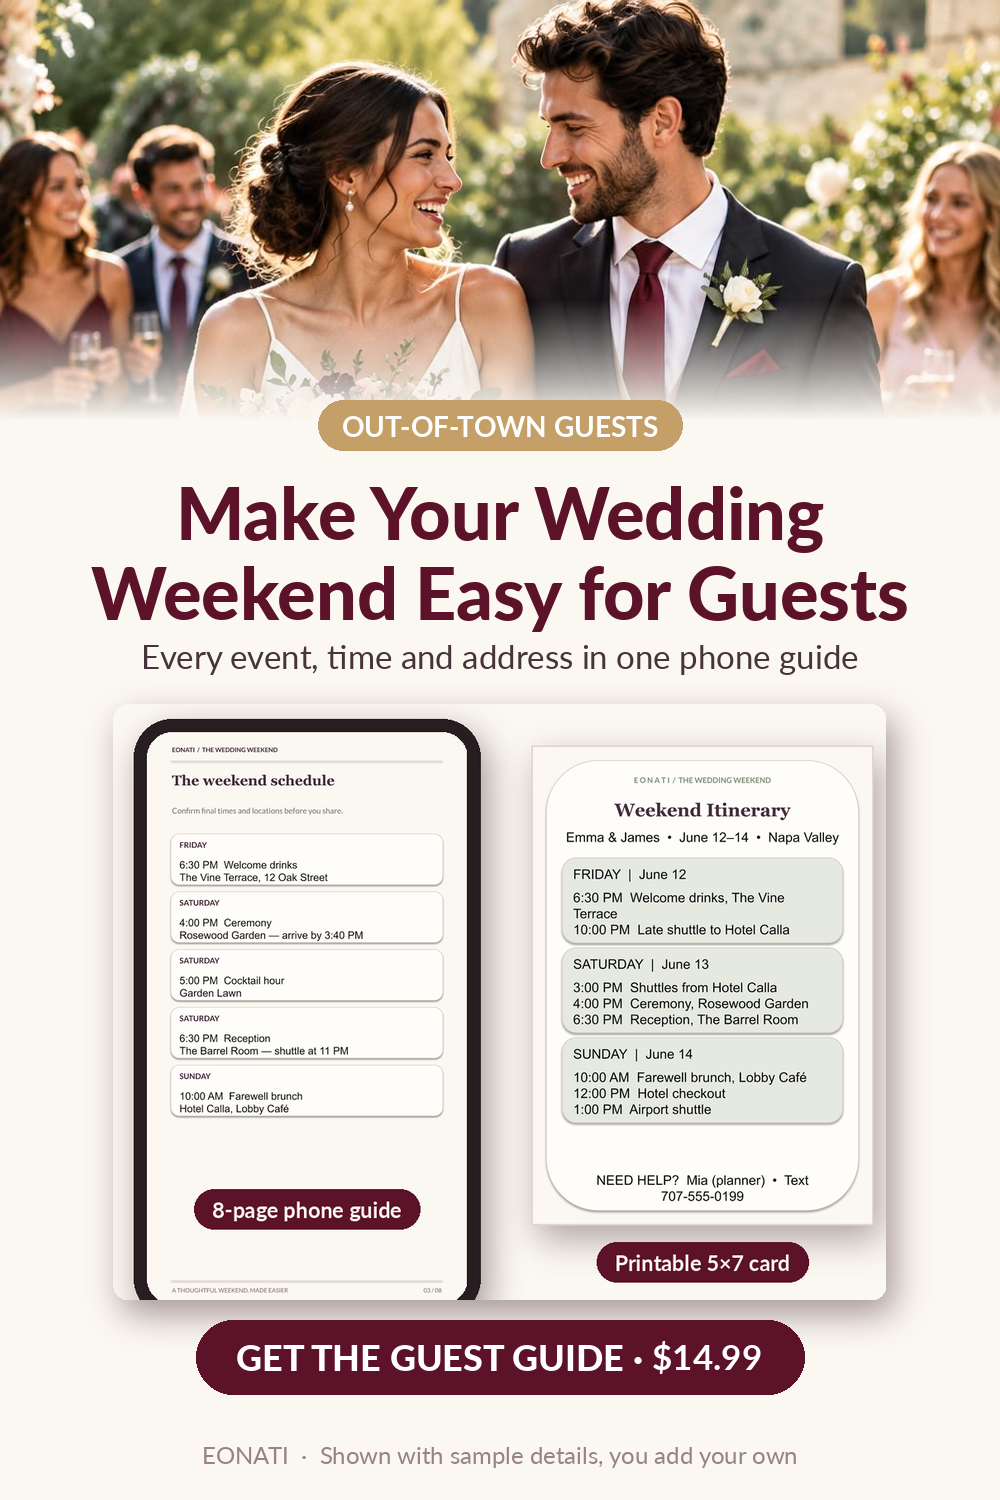 OUT-OF-TOWN GUESTS
Make Your Wedding
Weekend Easy for Guests
Every event, time and address in one phone guide
EONATI / THE WEDDING WEEKEND
The weekend schedule
Confirm final times and locations before you share.
FRIDAY
6:30 PM Welcome drinks
The Vine Terrace, 12 Oak Street
SATURDAY
4:00 PM Ceremony
Rosewood Garden — arrive by 3:40 PM
SATURDAY
5:00 PM Cocktail hour
Garden Lawn
SATURDAY
6:30 PM Reception
The Barrel Room — shuttle at 11 PM
SUNDAY
10:00 AM Farewell brunch
Hotel Calla, Lobby Café
8-page phone guide
A THOUGHTFUL WEEKEND, MADE EASIER
03 / 08
EONATI / THE WEDDING WEEKEND
Weekend Itinerary
Emma & James • June 12–14 • Napa Valley
FRIDAY | June 12
6:30 PM Welcome drinks, The Vine
Terrace
10:00 PM Late shuttle to Hotel Calla
SATURDAY | June 13
3:00 PM Shuttles from Hotel Calla
4:00 PM Ceremony, Rosewood Garden
6:30 PM Reception, The Barrel Room
SUNDAY | June 14
10:00 AM Farewell brunch, Lobby Café
12:00 PM Hotel checkout
1:00 PM Airport shuttle
NEED HELP? Mia (planner) • Text
707-555-0199
Printable 5×7 card
GET THE GUEST GUIDE · $14.99
EONATI · Shown with sample details, you add your own